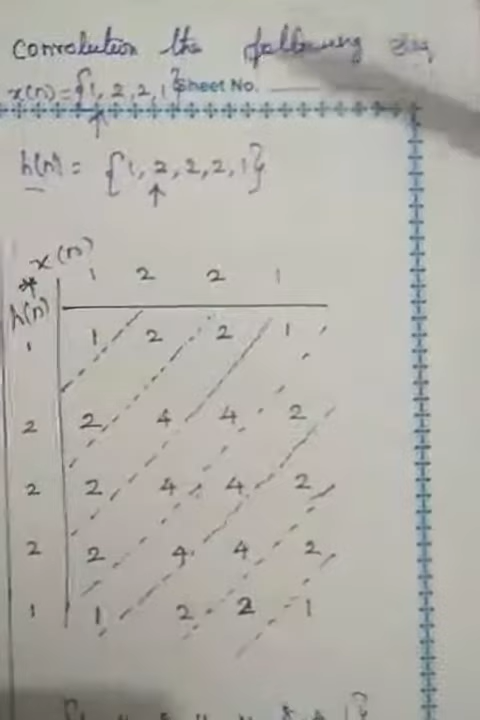 convolution the following seq
x(n)={1,2,2,1} Sheet No.
↑
h(n) = {1,2,2,2,1}
↑
x(n)
* 1 2 2 1
h(n)
1 1 2 2 1
2 2 4 4 2
2 2 4 4 2
2 2 4 4 2
1 1 2 2 1